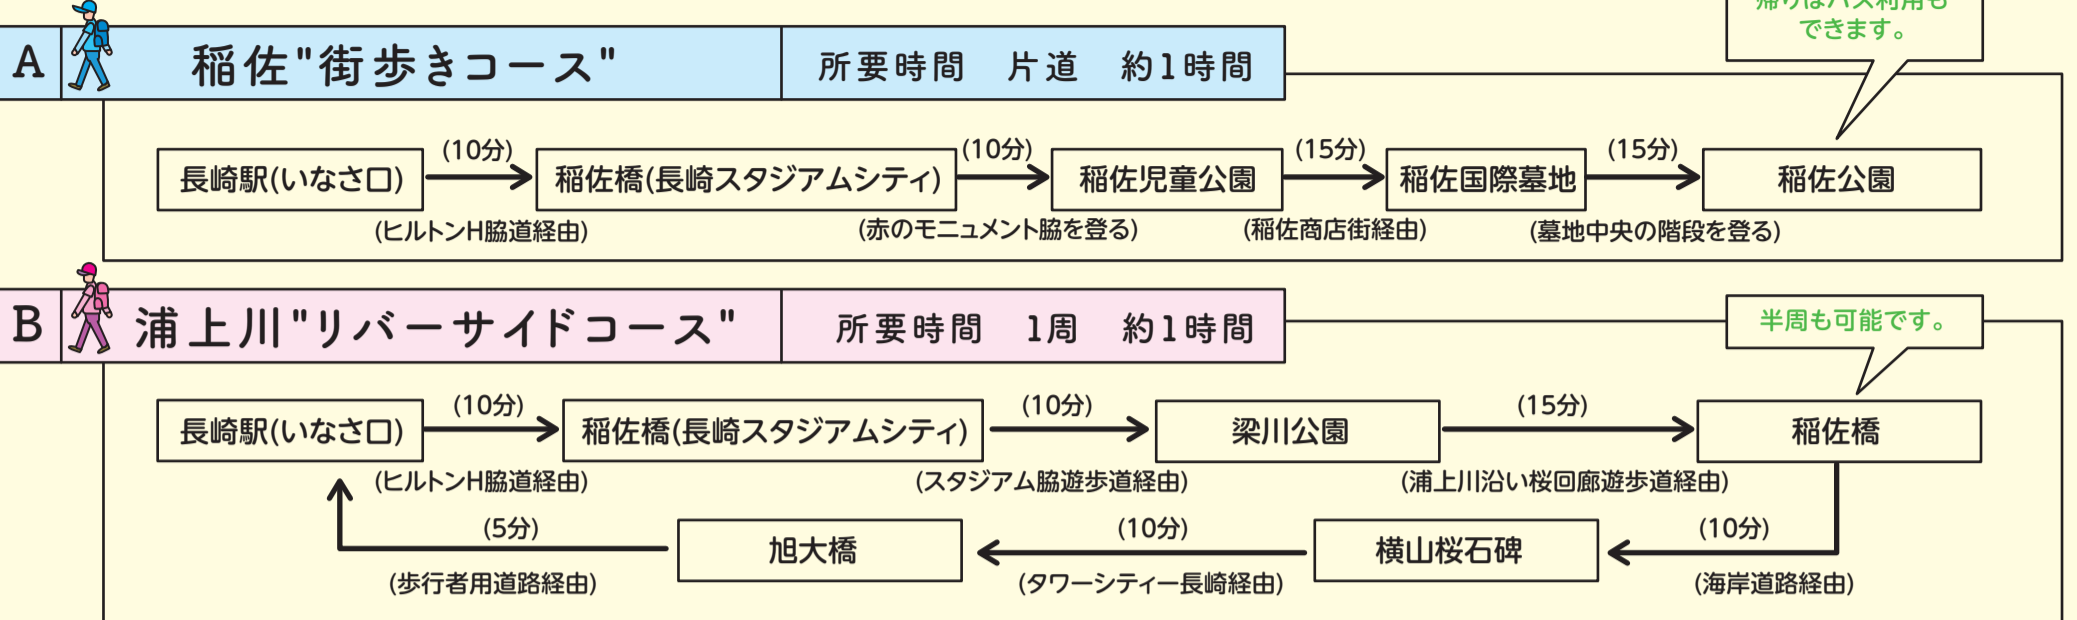 帰りはバス利用も
できます。
A 稲佐"街歩きコース" 所要時間 片道 約1時間
(10分) (10分) (15分) (15分)
長崎駅(いなさ口) 稲佐橋(長崎スタジアムシティ) 稲佐児童公園 稲佐国際墓地 稲佐公園
(ヒルトンH脇道経由) (赤のモニュメント脇を登る) (稲佐商店街経由) (墓地中央の階段を登る)
B 浦上川"リバーサイドコース" 所要時間 1周 約1時間
半周も可能です。
(10分) (10分) (15分)
長崎駅(いなさ口) 稲佐橋(長崎スタジアムシティ) 梁川公園 稲佐橋
(ヒルトンH脇道経由) (スタジアム脇遊歩道経由) (浦上川沿い桜回廊遊歩道経由)
(5分) (10分) (10分)
旭大橋 横山桜石碑
(歩行者用道路経由) (タワーシティー長崎経由) (海岸道路経由)